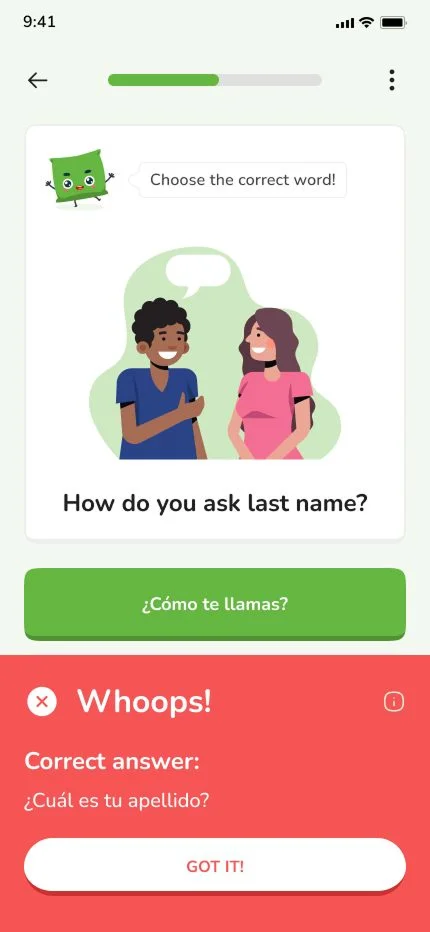 9:41
Choose the correct word!
How do you ask last name?
¿Cómo te llamas?
Whoops!
Correct answer:
¿Cuál es tu apellido?
GOT IT!